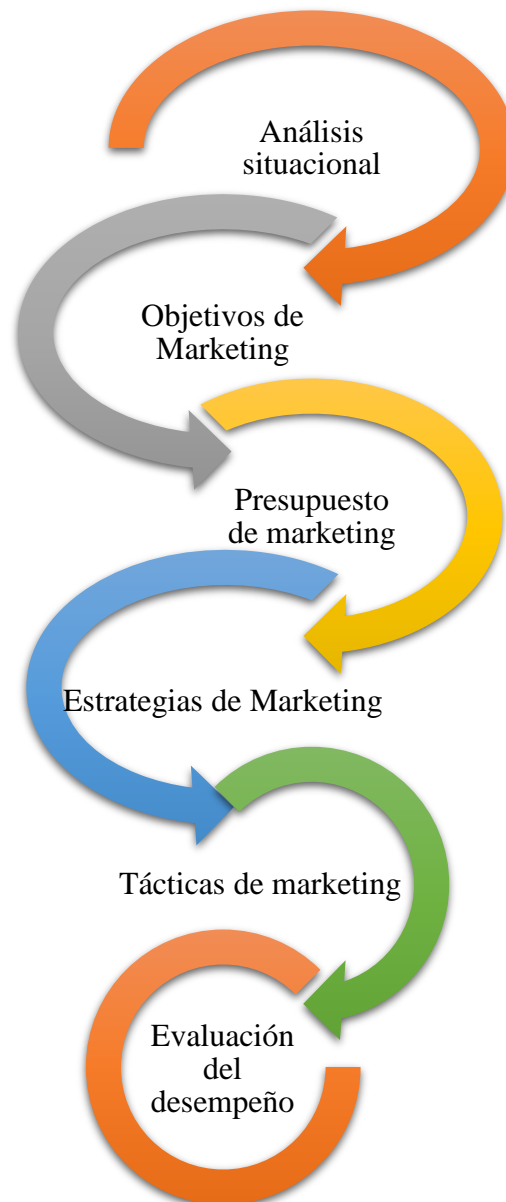 Análisis
situacional
Objetivos de
Marketing
Presupuesto
de marketing
Estrategias de Marketing
Tácticas de marketing
Evaluación
del
desempeño